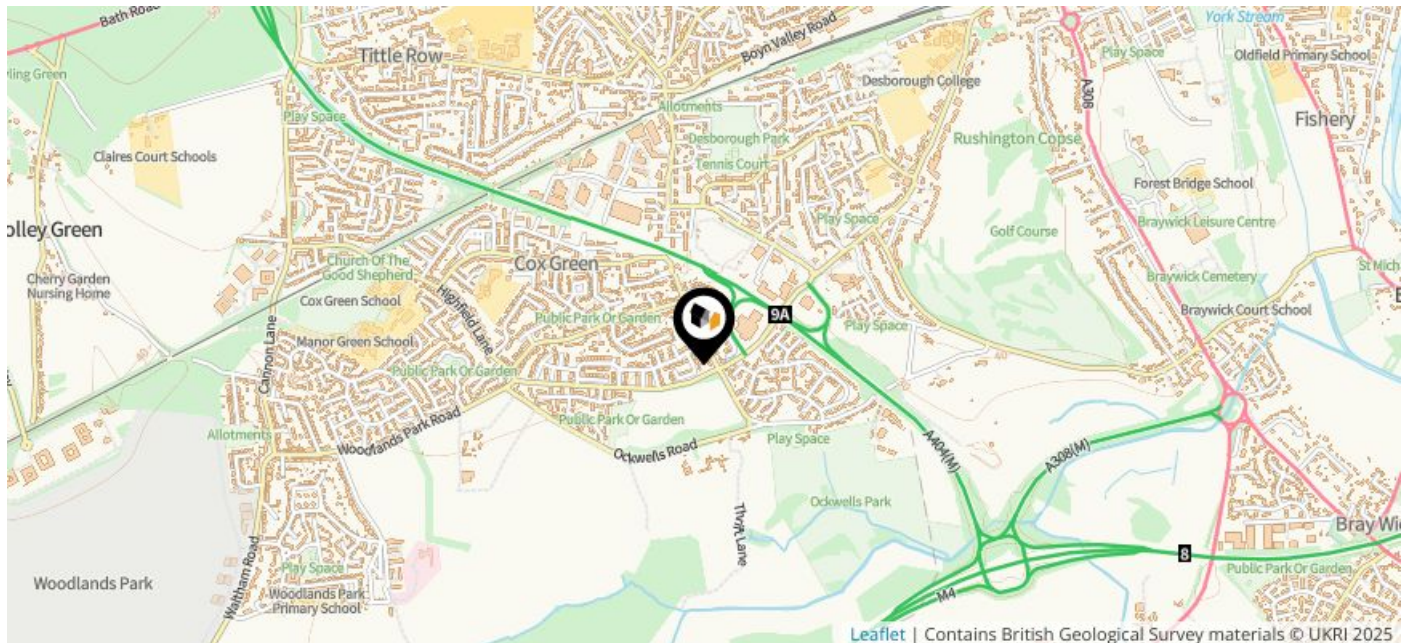 Bath Road
York Stream
Boyn Valley Road
Play Space
Oldfield Primary School
Tittle Row
Desborough College
A308
Allotments
Play Space
Fishery
Desborough Park
Rushington Copse
Claires Court Schools
Tennis Court
Forest Bridge School
Play Space
Golf Course
Braywick Leisure Centre
olley Green
Church Of The
Good Shepherd
Cox Green
Cherry Garden
Nursing Home
Braywick Cemetery
St Mich
Cox Green School
Highfield Lane
Public Park Or Garden
9A
Braywick Court School
Play Space
Cannon Lane
Manor Green School
Public Park Or Garden
Public Park Or Garden
Allotments
Woodlands Park Road
Ockwells Road
Play Space
A404(M)
A308(M)
Ockwells Park
Thrift Lane
Bray Wic
8
Waltham Road
Play Space
Public Park Or Garden
Woodlands Park
Woodlands Park
Primary School
M4
Leaflet | Contains British Geological Survey materials © UKRI 2025